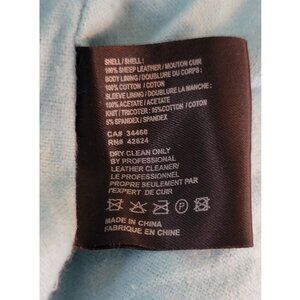 SHELL / SHELL :
100% SHEEP LEATHER / MOUTON CUIR
BODY LINING / DOUBLURE DU CORPS :
100% COTTON / COTON
SLEEVE LINING / DOUBLURE LA MANCHE :
100% ACETATE / ACETATE
KNIT / TRICOTER : 95%COTTON / COTON
5% SPANDEX / SPANDEX
CA# 34460
RN# 42624
DRY CLEAN ONLY
BY PROFESSIONAL
LEATHER CLEANER/
LE PROFESSIONNEL
PROPRE SEULEMENT PAR
L'EXPERT DE CUIR
MADE IN CHINA
FABRIQUE EN CHINE